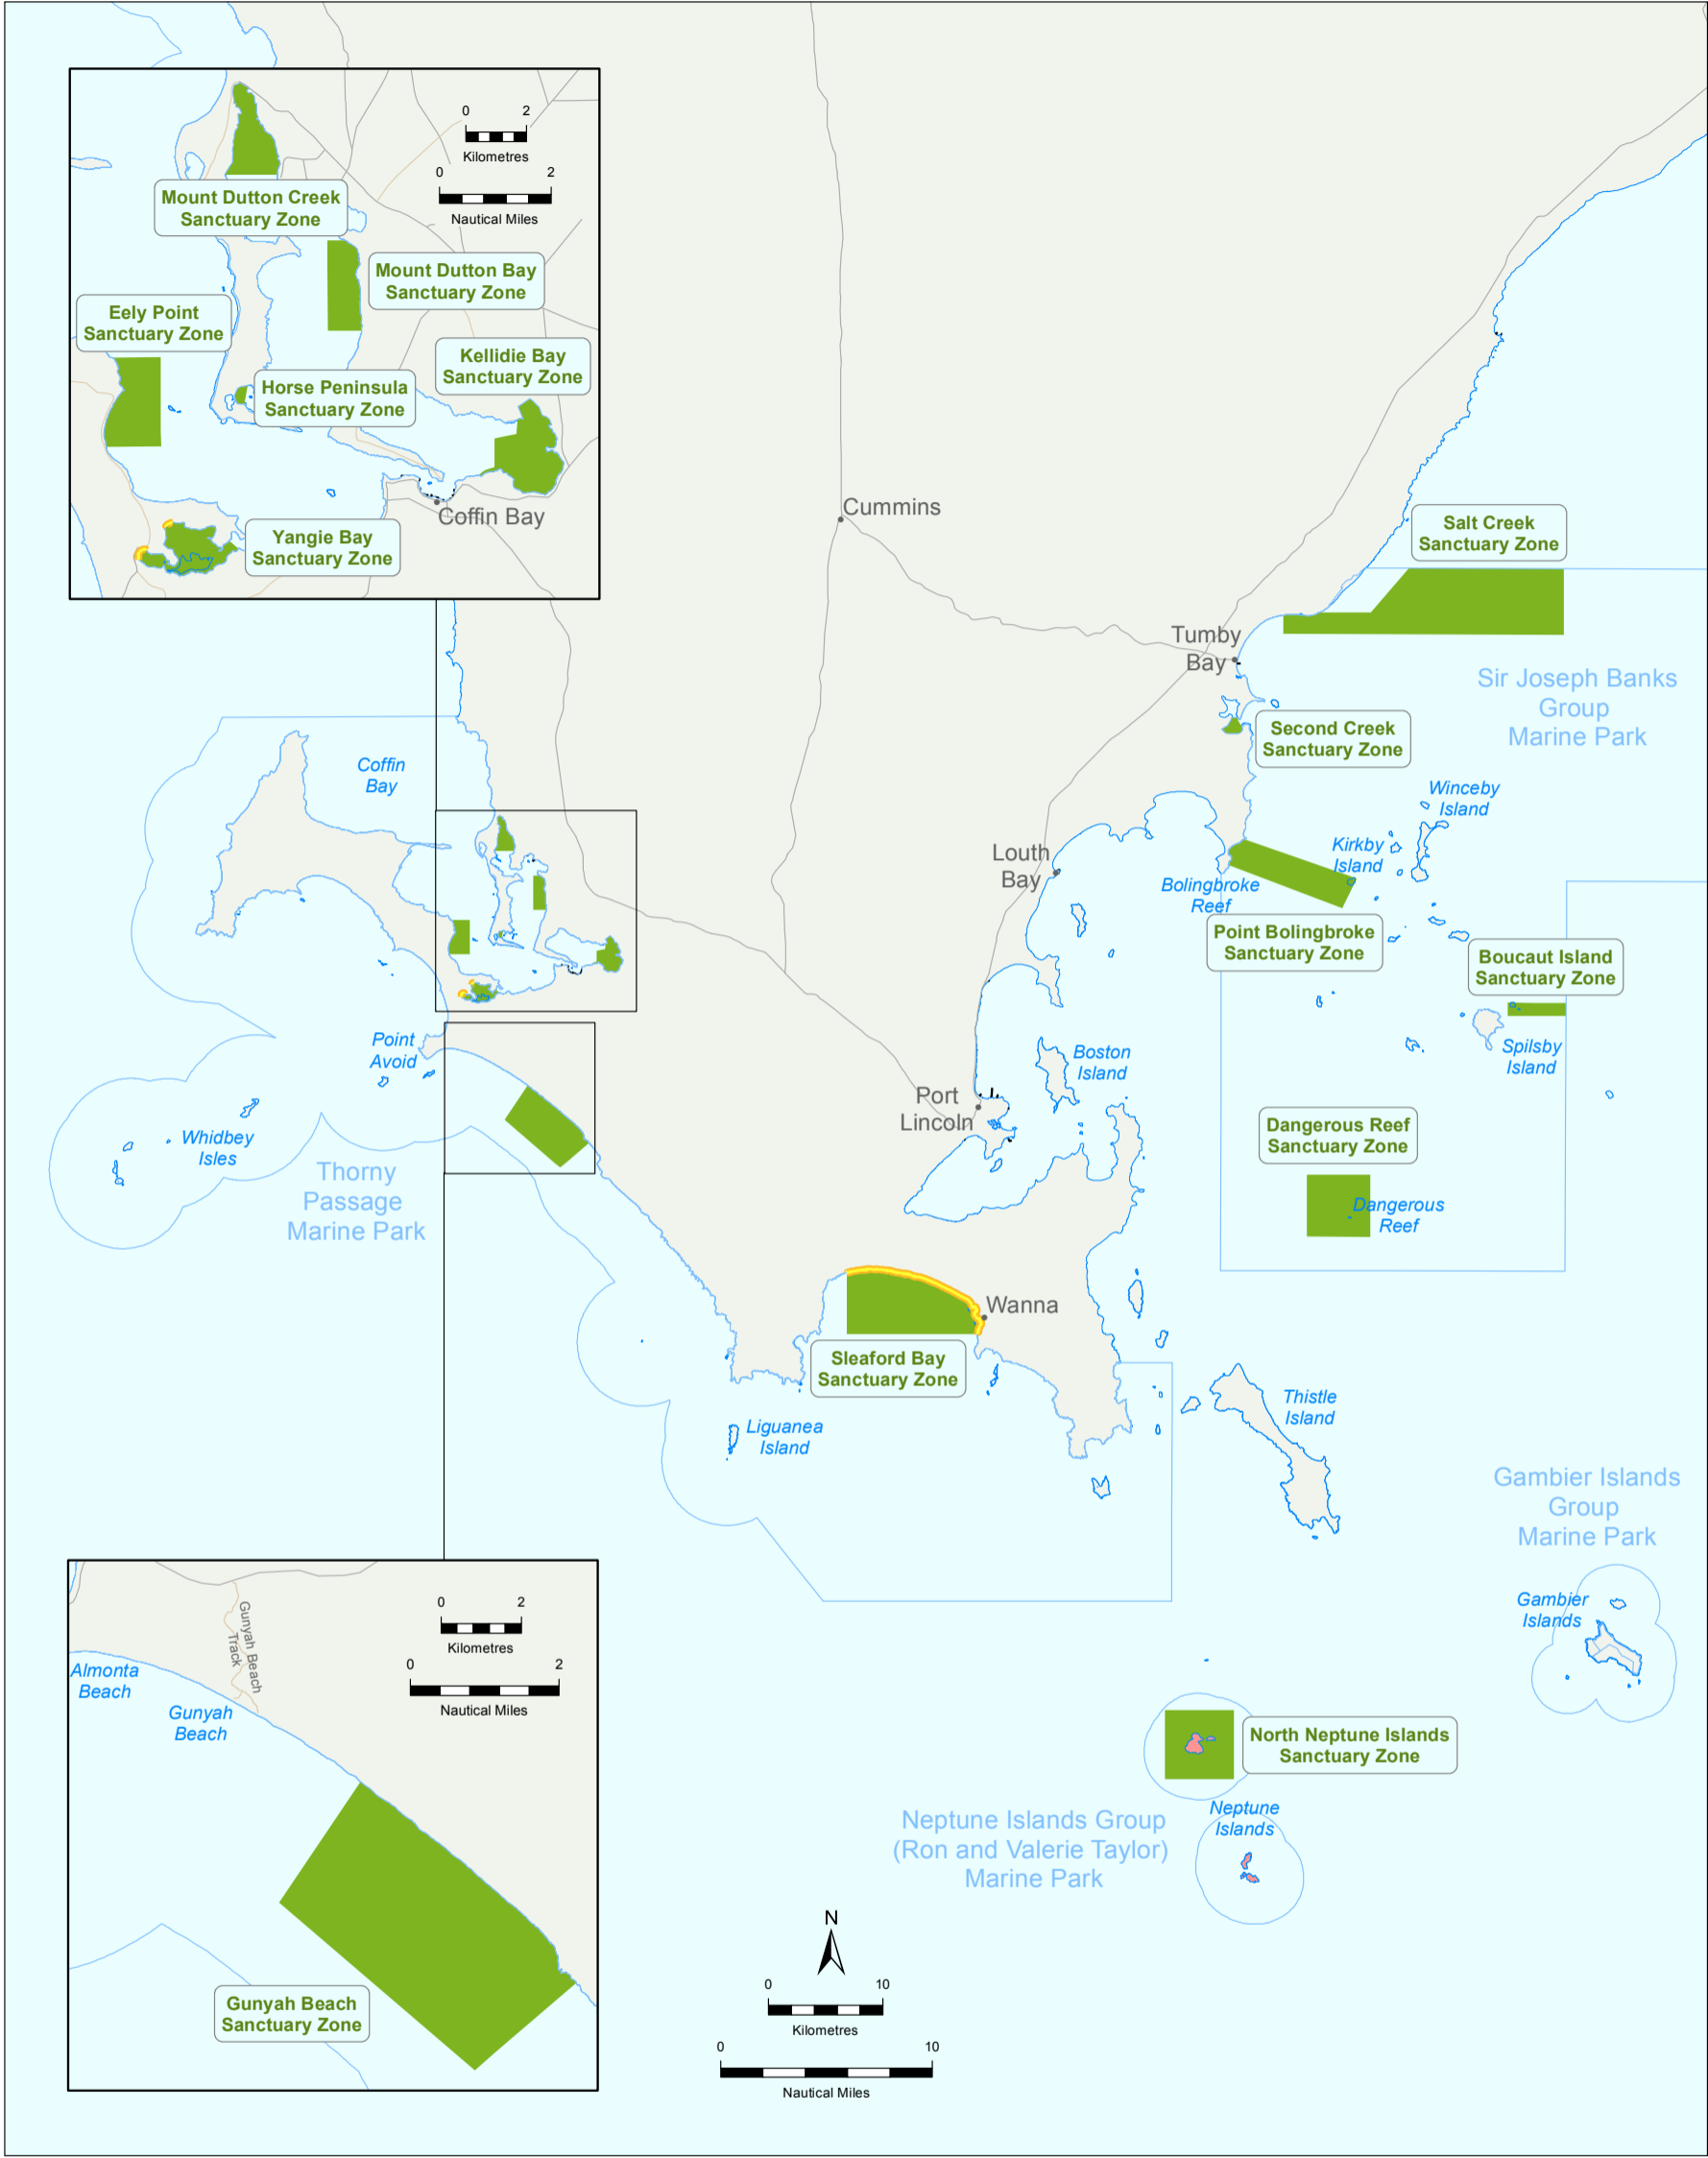 0 2
Kilometres
0 2
Nautical Miles
Mount Dutton Creek
Sanctuary Zone
Mount Dutton Bay
Sanctuary Zone
Eely Point
Sanctuary Zone
Kellidie Bay
Sanctuary Zone
Horse Peninsula
Sanctuary Zone
Coffin Bay
Yangie Bay
Sanctuary Zone
Cummins
Salt Creek
Sanctuary Zone
Tumby
Bay
Sir Joseph Banks
Group
Marine Park
Second Creek
Sanctuary Zone
Coffin
Bay
Winceby
Island
Kirkby
Island
Louth
Bay
Bolingbroke
Reef
Point Bolingbroke
Sanctuary Zone
Boucaut Island
Sanctuary Zone
Point
Avoid
Spilsby
Island
Boston
Island
Port
Lincoln
Dangerous Reef
Sanctuary Zone
Whidbey
Isles
Thorny
Passage
Marine Park
Dangerous
Reef
Wanna
Sleaford Bay
Sanctuary Zone
Thistle
Island
Liguanea
Island
Gambier Islands
Group
Marine Park
Gambier
Islands
0 2
Kilometres
0 2
Nautical Miles
Gunyah Beach
Track
Almonta
Beach
Gunyah
Beach
Gunyah Beach
Sanctuary Zone
North Neptune Islands
Sanctuary Zone
Neptune
Islands
Neptune Islands Group
(Ron and Valerie Taylor)
Marine Park
N
0 10
Kilometres
0 10
Nautical Miles